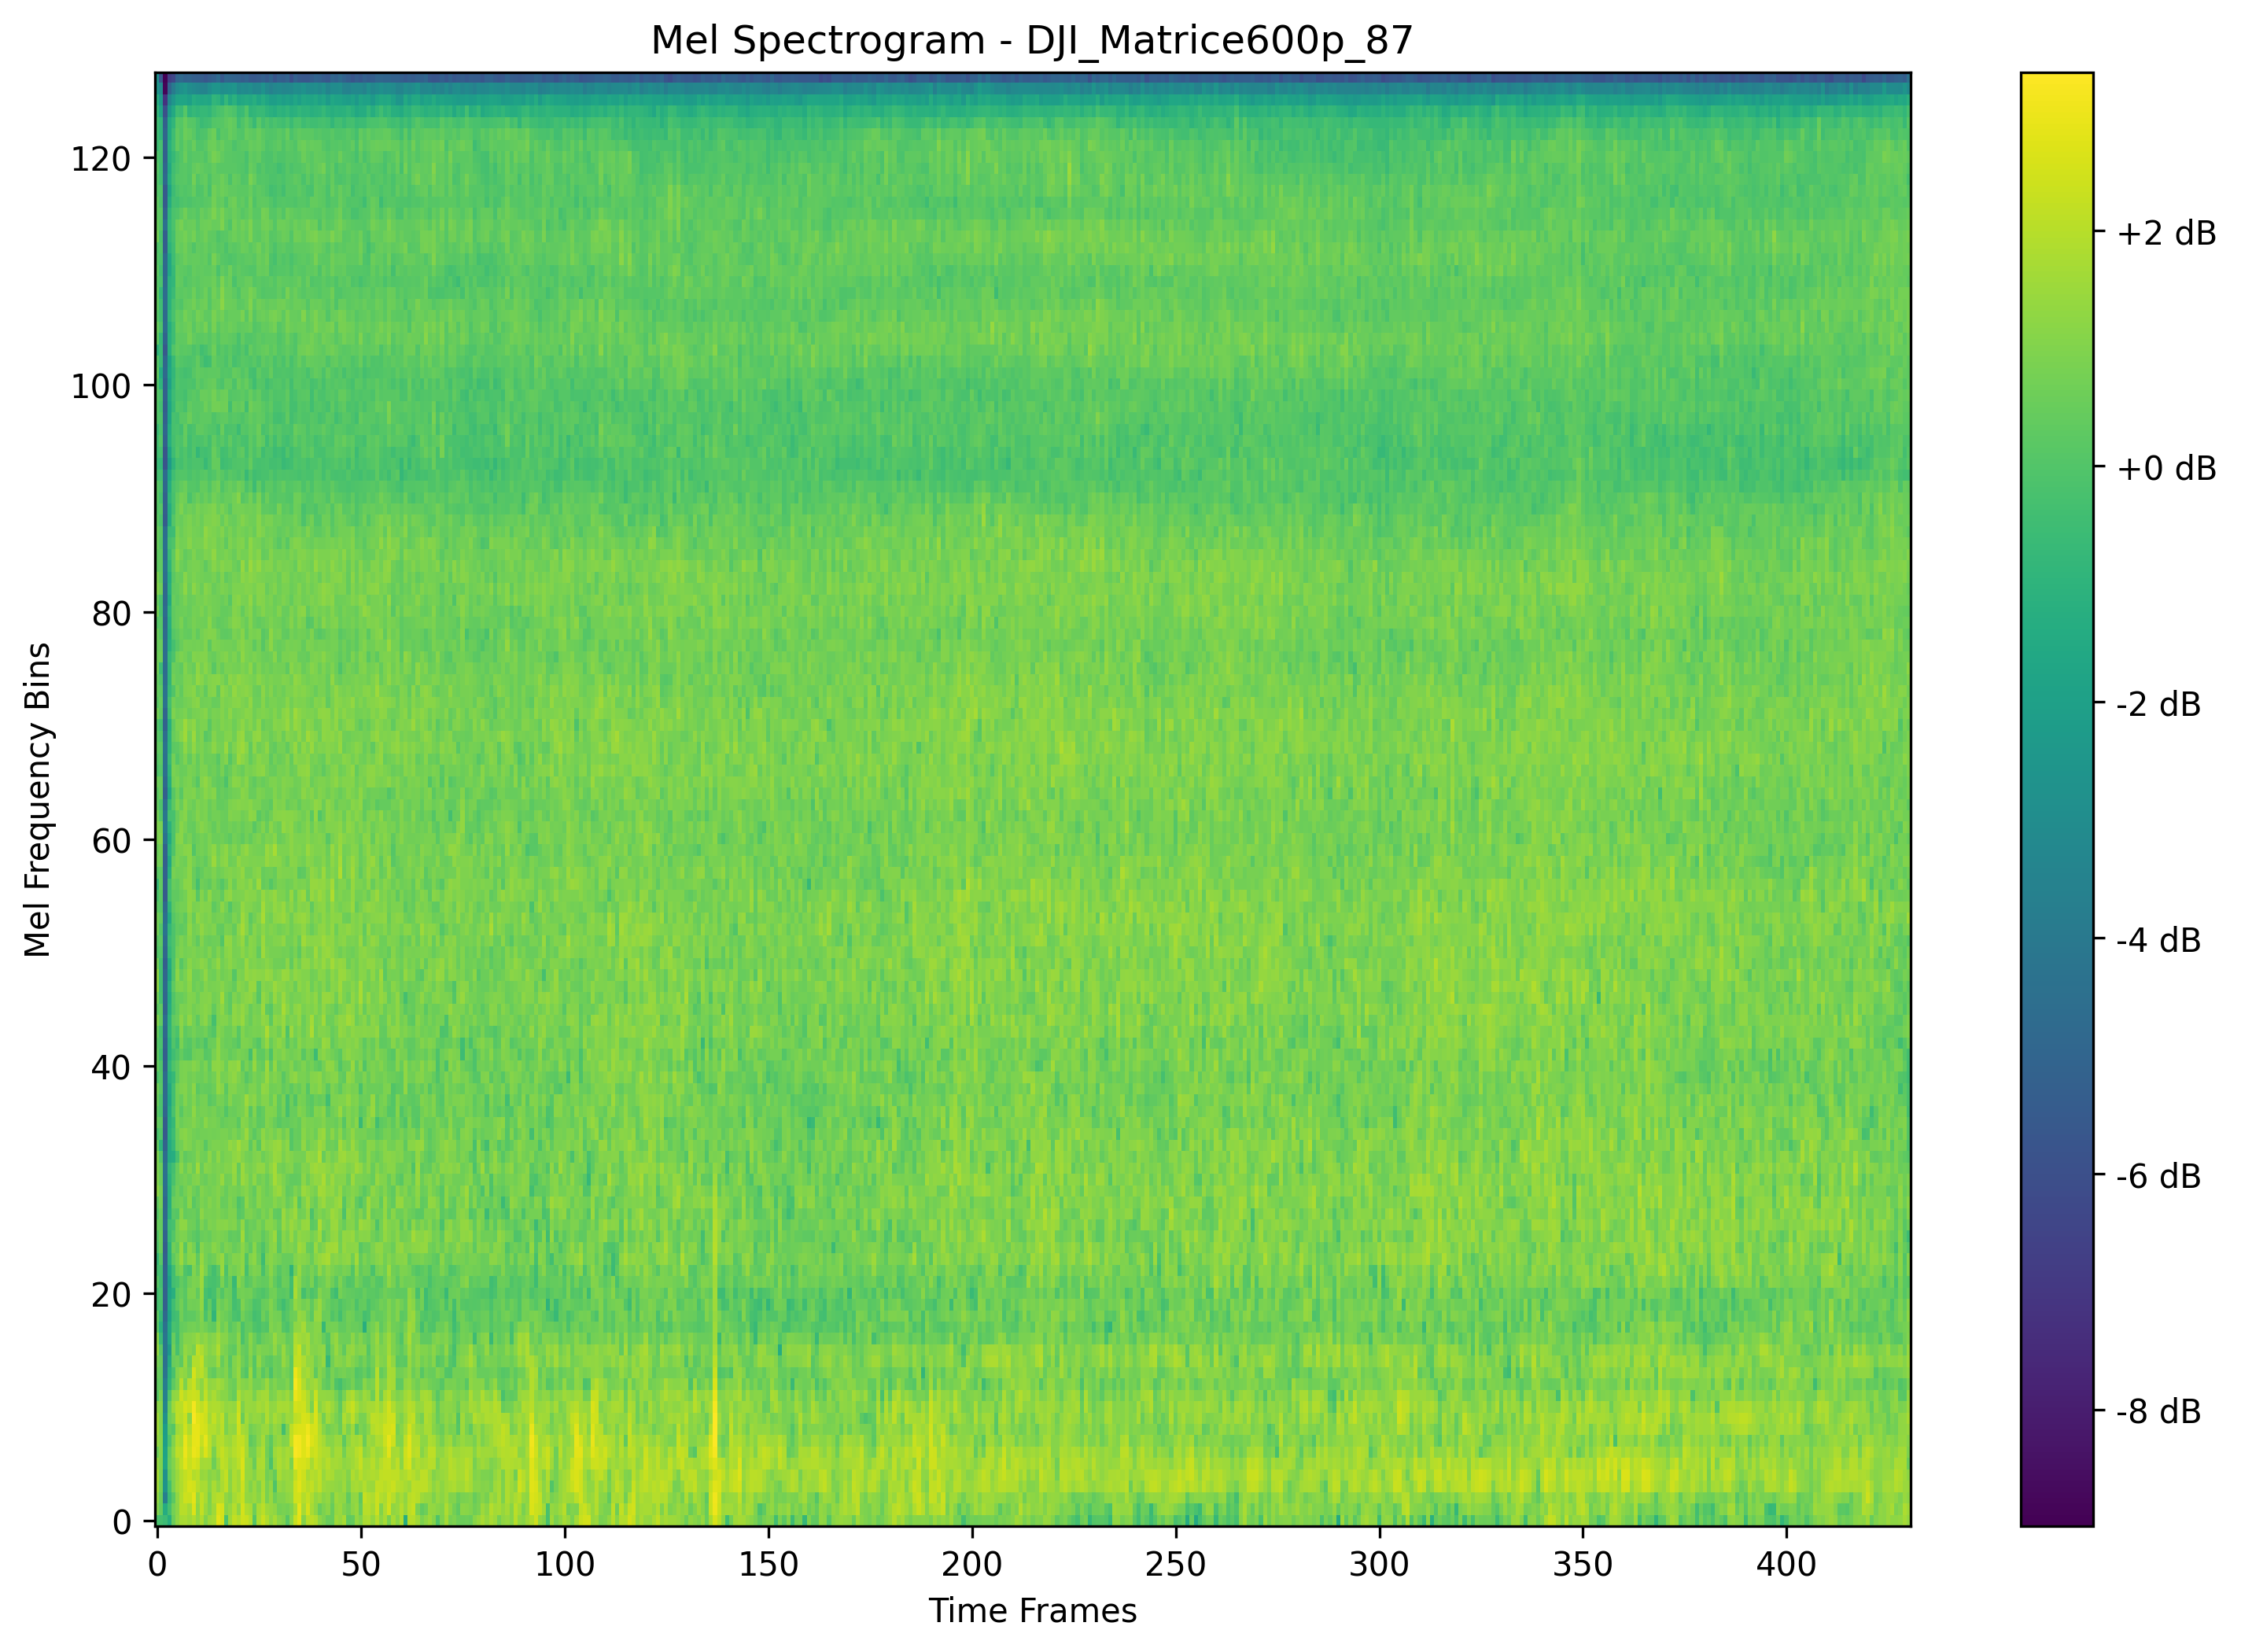 Mel Spectrogram - DJI_Matrice600p_87
Mel Frequency Bins
120
100
80
60
40
20
0
0 50 100 150 200 250 300 350 400
Time Frames
+2 dB
+0 dB
-2 dB
-4 dB
-6 dB
-8 dB